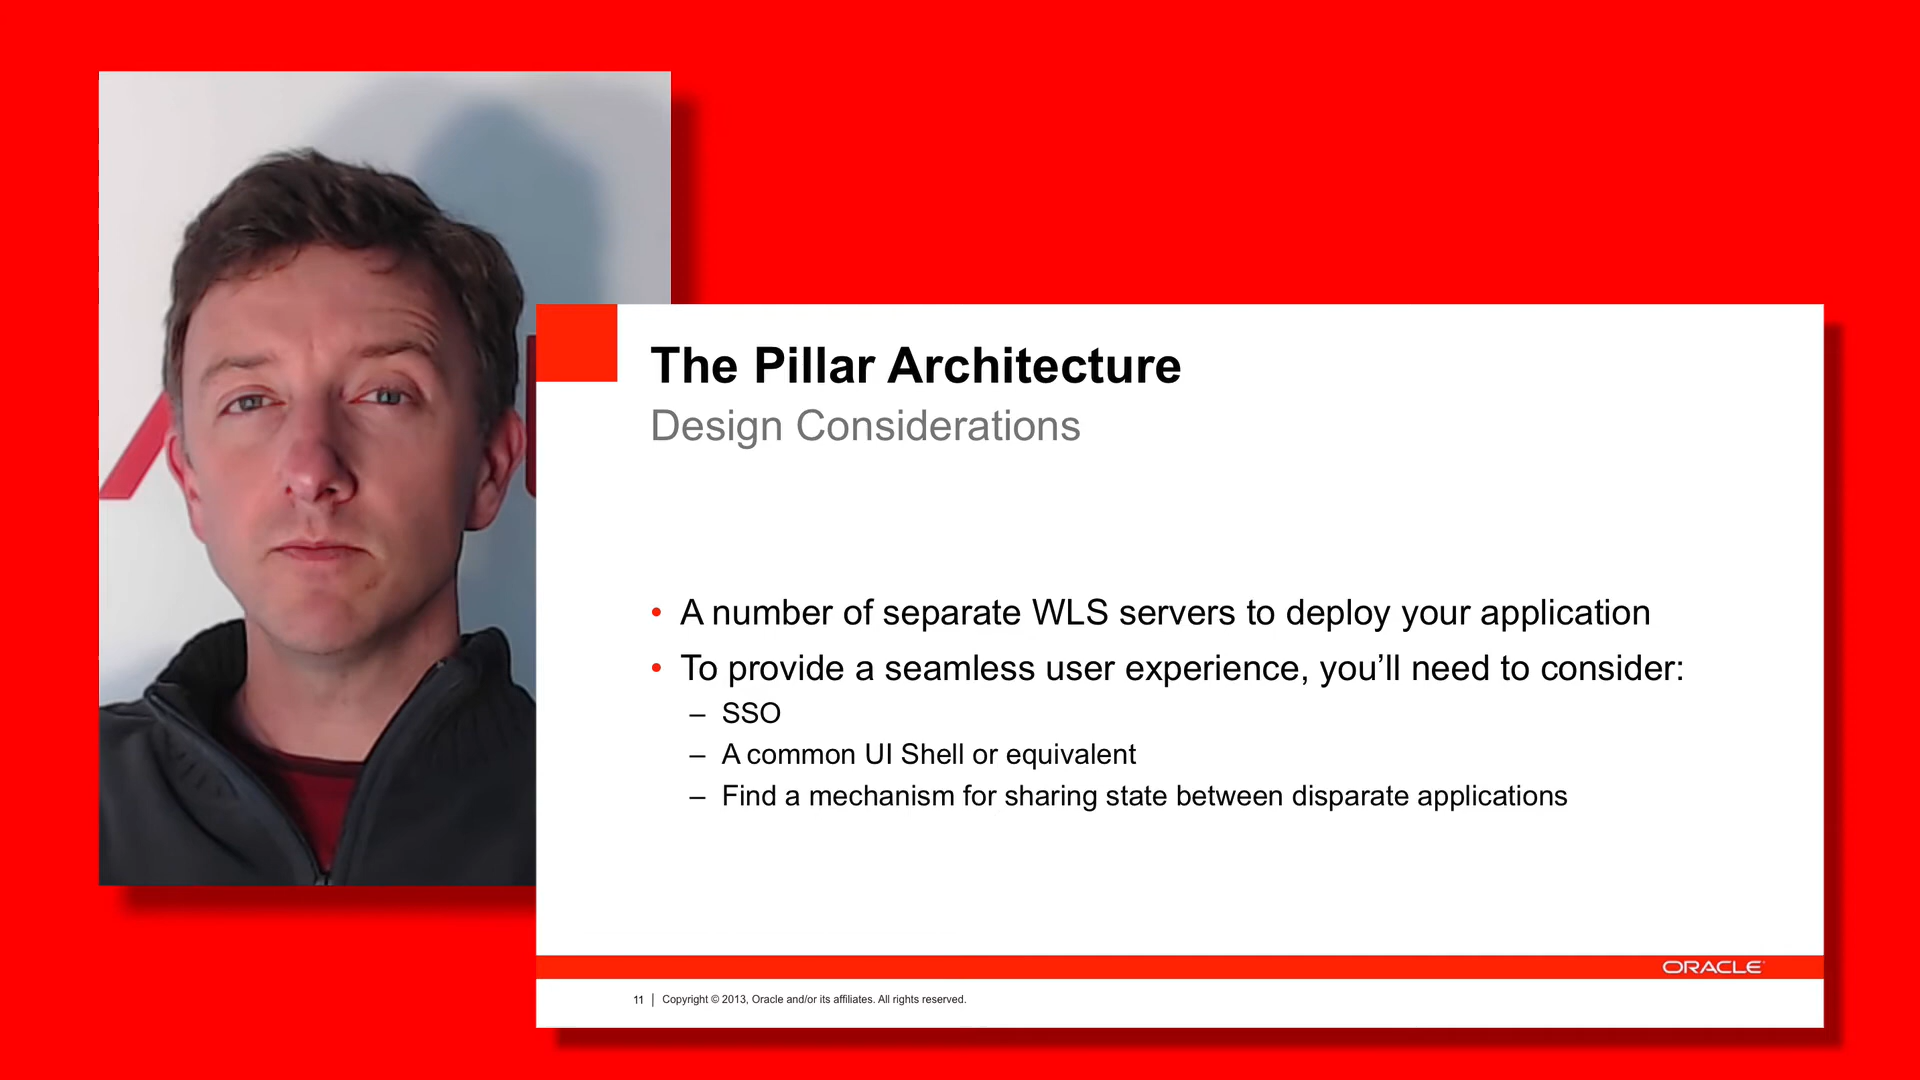 The Pillar Architecture
Design Considerations
• A number of separate WLS servers to deploy your application
• To provide a seamless user experience, you’ll need to consider:
– SSO
– A common UI Shell or equivalent
– Find a mechanism for sharing state between disparate applications
ORACLE
11 | Copyright © 2013, Oracle and/or its affiliates. All rights reserved.